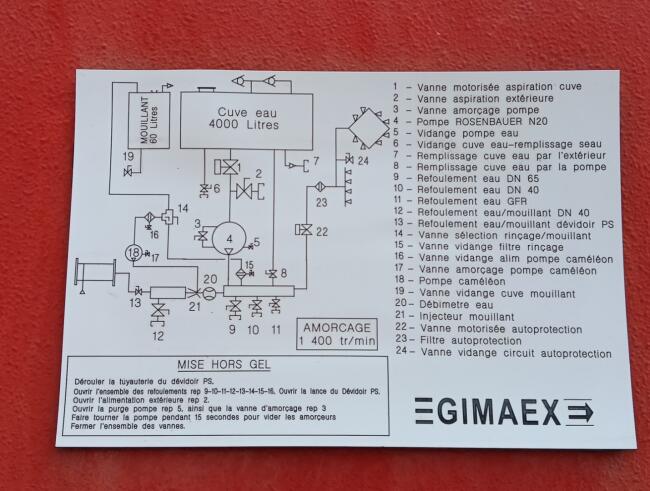 MOUILLANT
60 Litres
Cuve eau
4000 Litres
19
1
2
6
7
24
3
4
5
14
16
18
17
15
8
23
22
13
12
21
20
9
10
11
AMORCAGE
1 400 tr/min
1 - Vanne motorisée aspiration cuve
2 - Vanne aspiration extérieure
3 - Vanne amorçage pompe
4 - Pompe ROSENBAUER N20
5 - Vidange pompe eau
6 - Vidange cuve eau-remplissage seau
7 - Remplissage cuve eau par l'extérieur
8 - Remplissage cuve eau par la pompe
9 - Refoulement eau DN 65
10 - Refoulement eau DN 40
11 - Refoulement eau GFR
12 - Refoulement eau/mouillant DN 40
13 - Refoulement eau/mouillant dévidoir PS
14 - Vanne sélection rinçage/mouillant
15 - Vanne vidange filtre rinçage
16 - Vanne vidange alim pompe caméléon
17 - Vanne amorçage pompe caméléon
18 - Pompe caméléon
19 - Vanne vidange cuve mouillant
20 - Débimetre eau
21 - Injecteur mouillant
22 - Vanne motorisée autoprotection
23 - Filtre autoprotection
24 - Vanne vidange circuit autoprotection
MISE HORS GEL
Dérouler la tuyauterie du dévidoir PS.
Ouvrir l'ensemble des refoulements rep 9-10-11-12-13-14-15-16, Ouvrir la lance du Dévidoir PS.
Ouvrir l'alimentation extérieure rep 2.
Ouvrir la purge pompe rep 5, ainsi que la vanne d'amorçage rep 3
Faire tourner la pompe pendant 15 secondes pour vider les amorçeurs
Fermer l'ensemble des vannes.
GIMAEX